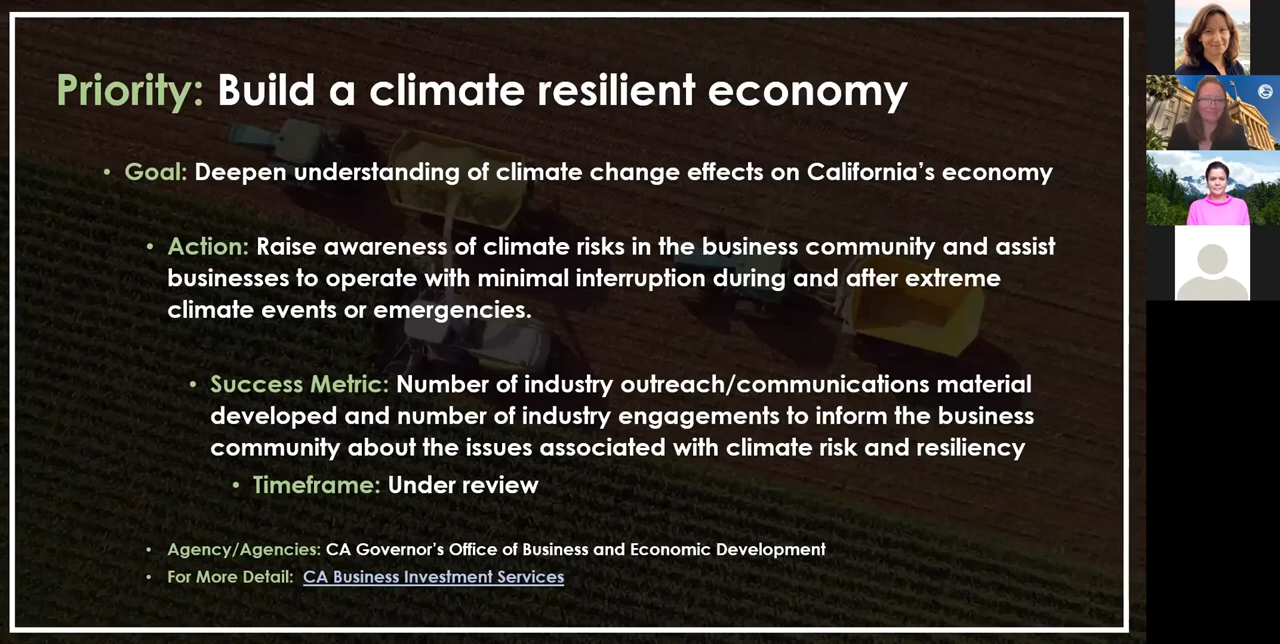 Priority: Build a climate resilient economy
• Goal: Deepen understanding of climate change effects on California’s economy
• Action: Raise awareness of climate risks in the business community and assist
businesses to operate with minimal interruption during and after extreme
climate events or emergencies.
• Success Metric: Number of industry outreach/communications material
developed and number of industry engagements to inform the business
community about the issues associated with climate risk and resiliency
• Timeframe: Under review
• Agency/Agencies: CA Governor’s Office of Business and Economic Development
• For More Detail: CA Business Investment Services